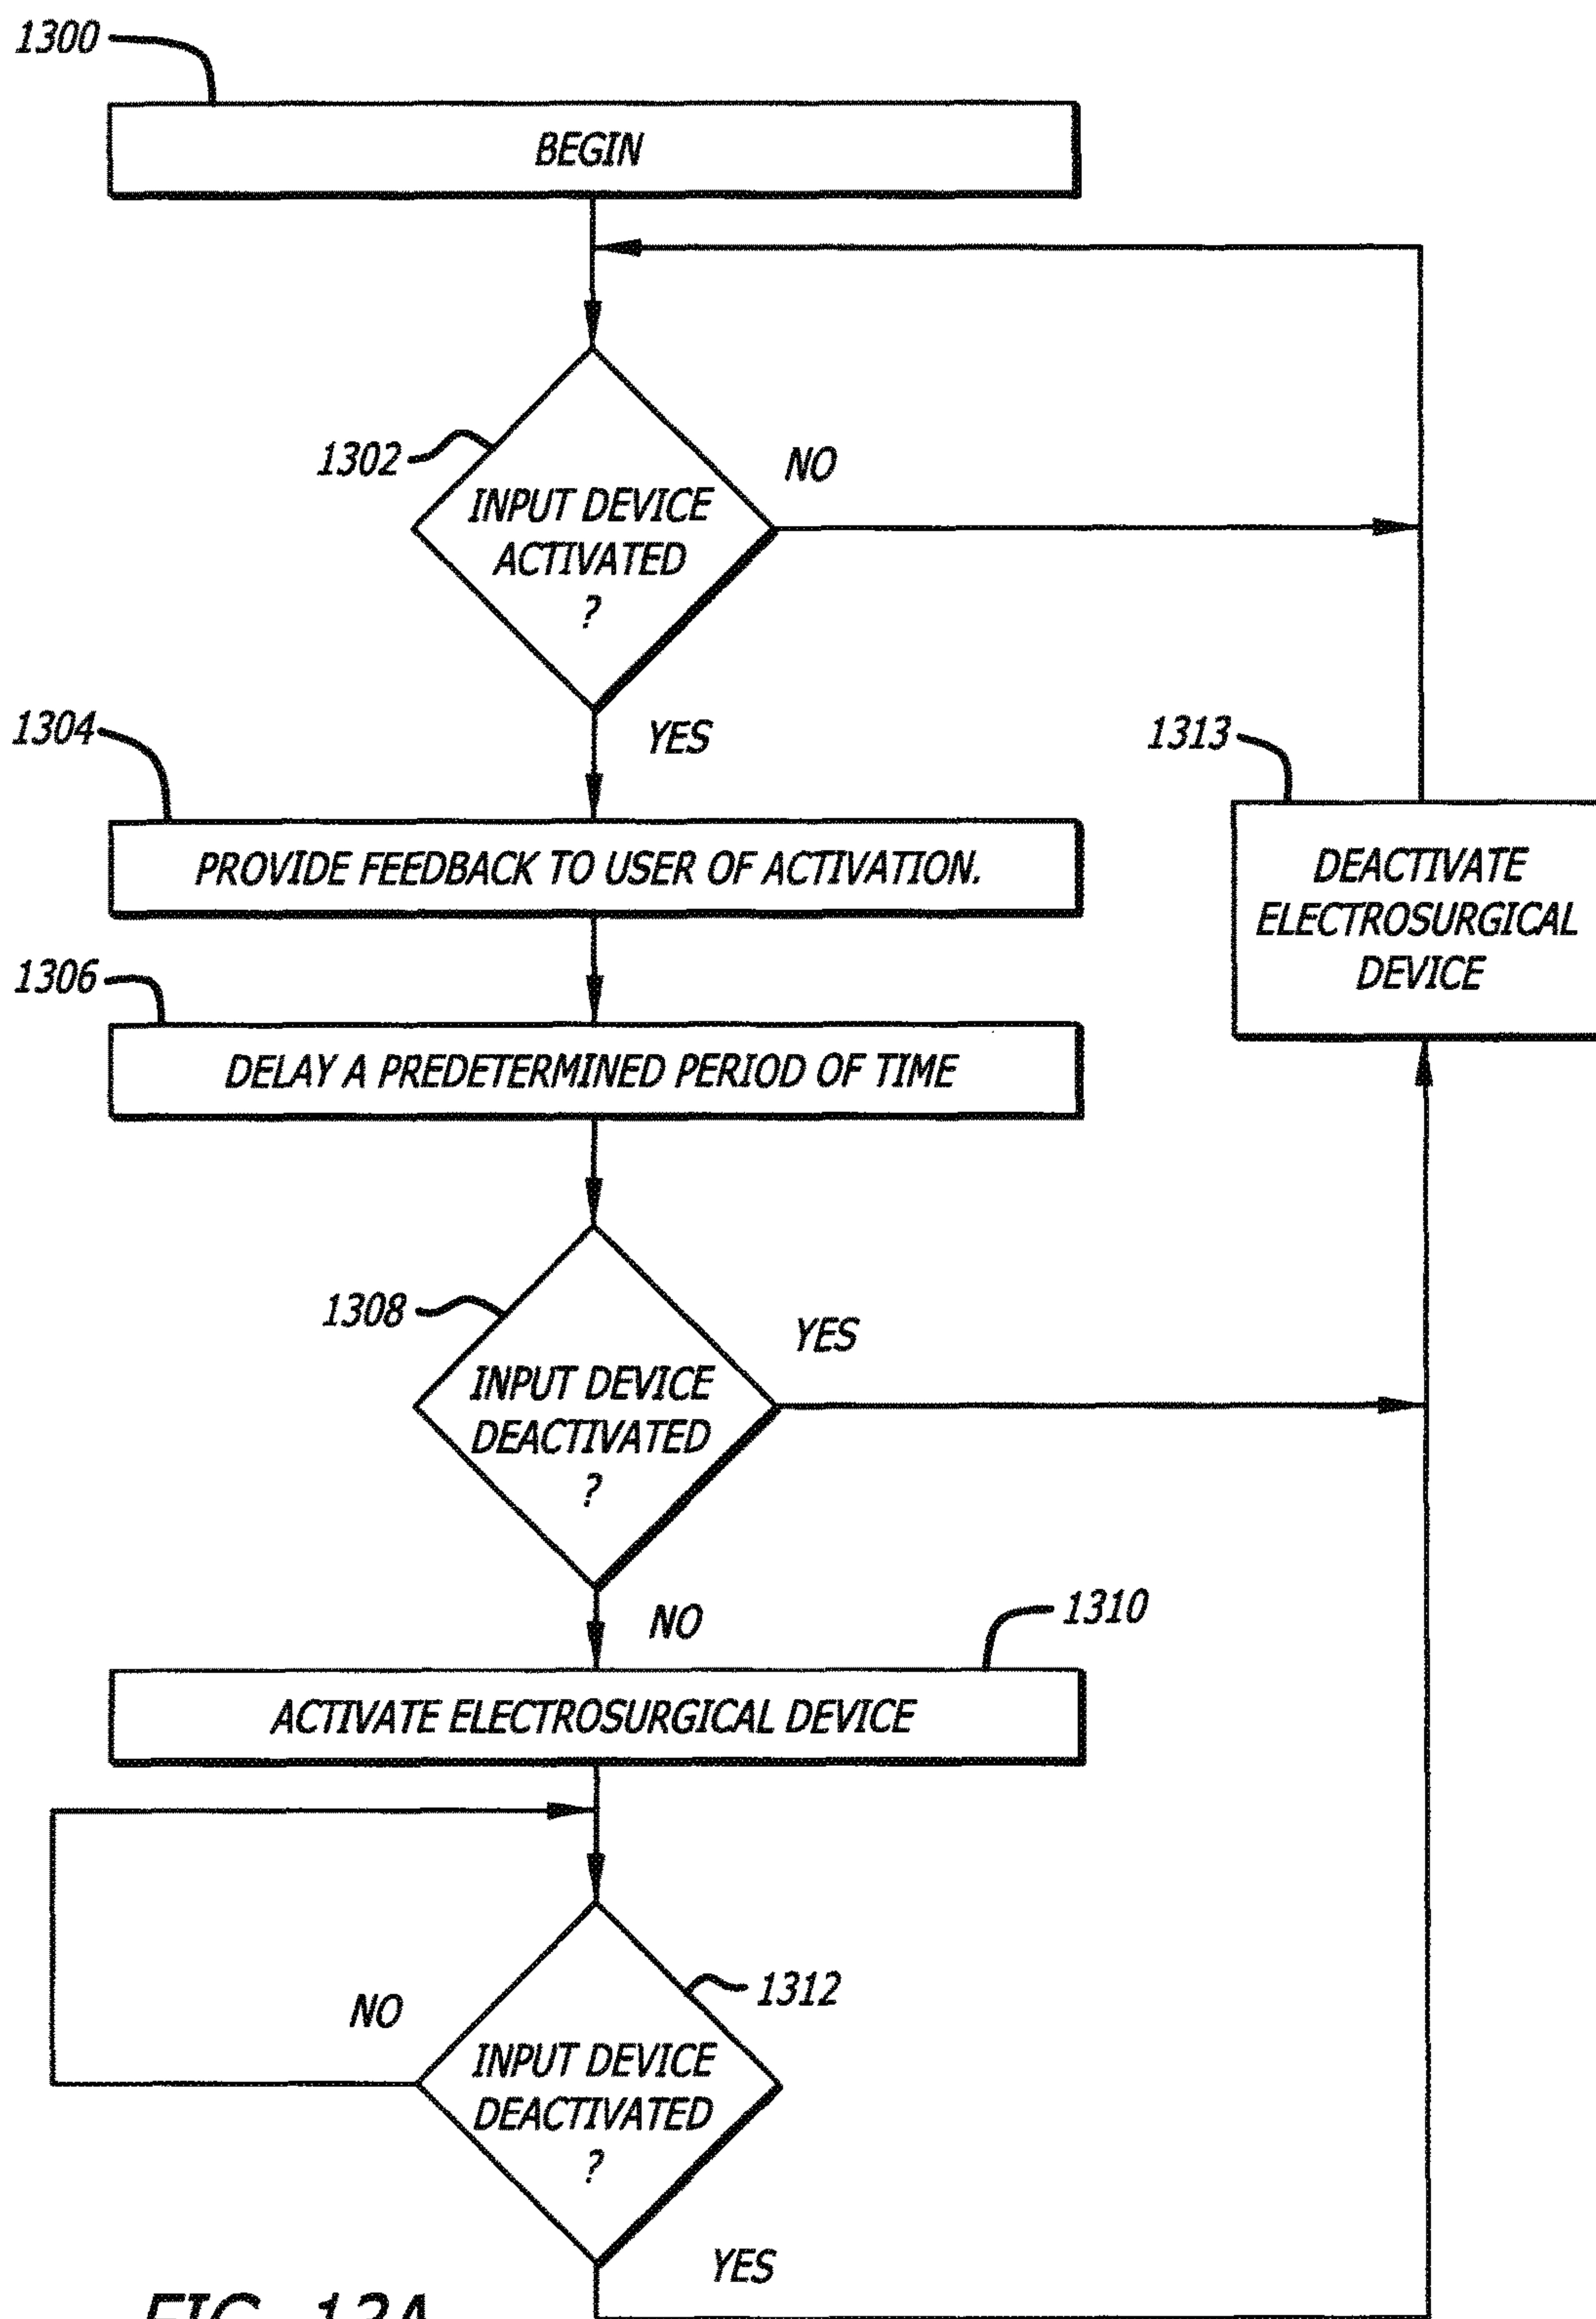 1300
BEGIN
1302
INPUT DEVICE
ACTIVATED
?
NO
YES
1304
PROVIDE FEEDBACK TO USER OF ACTIVATION.
1313
DEACTIVATE
ELECTROSURGICAL
DEVICE
1306
DELAY A PREDETERMINED PERIOD OF TIME
1308
INPUT DEVICE
DEACTIVATED
?
YES
NO
1310
ACTIVATE ELECTROSURGICAL DEVICE
1312
NO
INPUT DEVICE
DEACTIVATED
?
YES
FIG. 13A